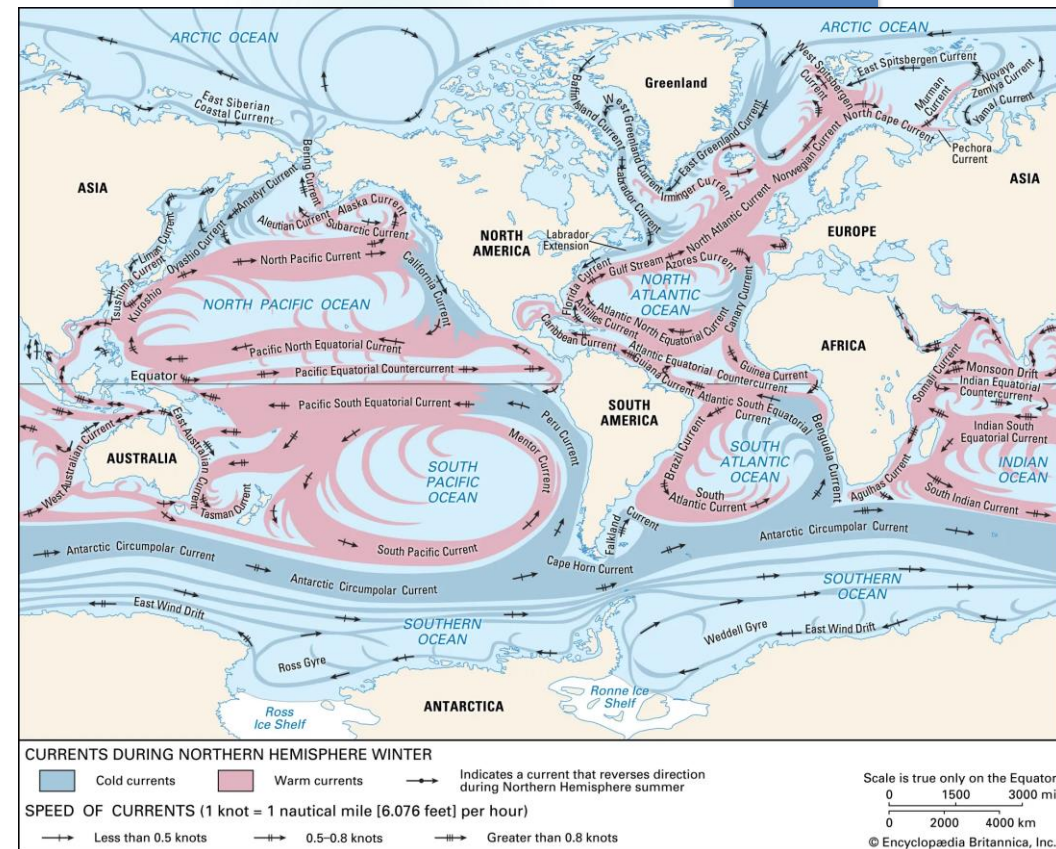 ARCTIC OCEAN
ARCTIC OCEAN
Greenland
West Spitsbergen
Current
East Spitsbergen Current
Murman
Current
Novaya
Zemlya Current
Yamal Current
North Cape Current
Pechora
Current
East Siberian
Coastal Current
Baffin Island Current
West Greenland Current
East Greenland Current
Norwegian Current
Irminger Current
Labrador Current
Bering Current
Anadyr Current
ASIA
ASIA
Aleutian Current
Alaska Current
Subarctic Current
Oyashio Current
Liman Current
Tsushima Current
Kuroshio
North Pacific Current
California Current
NORTH
AMERICA
Labrador
Extension
EUROPE
North Atlantic Current
Gulf Stream
Azores Current
Florida Current
NORTH PACIFIC OCEAN
NORTH
ATLANTIC
OCEAN
Canary Current
Antilles Current
Atlantic North
Equatorial Current
Caribbean Current
AFRICA
Pacific North Equatorial Current
Equator
Pacific Equatorial Countercurrent
Atlantic Equatorial
Countercurrent
Guiana Current
Guinea Current
Somali Current
Monsoon Drift
Indian Equatorial
Countercurrent
Pacific South Equatorial Current
SOUTH
AMERICA
Atlantic South Equatorial
Current
Indian South
Equatorial Current
AUSTRALIA
West Australian Current
East Australian Current
Tasman Current
SOUTH
PACIFIC
OCEAN
Mentor Current
Peru Current
Brazil Current
SOUTH
ATLANTIC
OCEAN
Benguela Current
Agulhas Current
INDIAN
OCEAN
South Indian Current
South
Atlantic Current
Falkland
Current
South Pacific Current
Cape Horn Current
Antarctic Circumpolar Current
Antarctic Circumpolar Current
Antarctic Circumpolar Current
East Wind Drift
SOUTHERN
OCEAN
SOUTHERN
OCEAN
Weddell Gyre
East Wind Drift
Ross Gyre
Ross
Ice Shelf
ANTARCTICA
Ronne Ice
Shelf
CURRENTS DURING NORTHERN HEMISPHERE WINTER
Cold currents
Warm currents
Indicates a current that reverses direction
during Northern Hemisphere summer
SPEED OF CURRENTS (1 knot = 1 nautical mile [6.076 feet] per hour)
Less than 0.5 knots
0.5–0.8 knots
Greater than 0.8 knots
Scale is true only on the Equator
0 1500 3000 mi
0 2000 4000 km
© Encyclopædia Britannica, Inc.